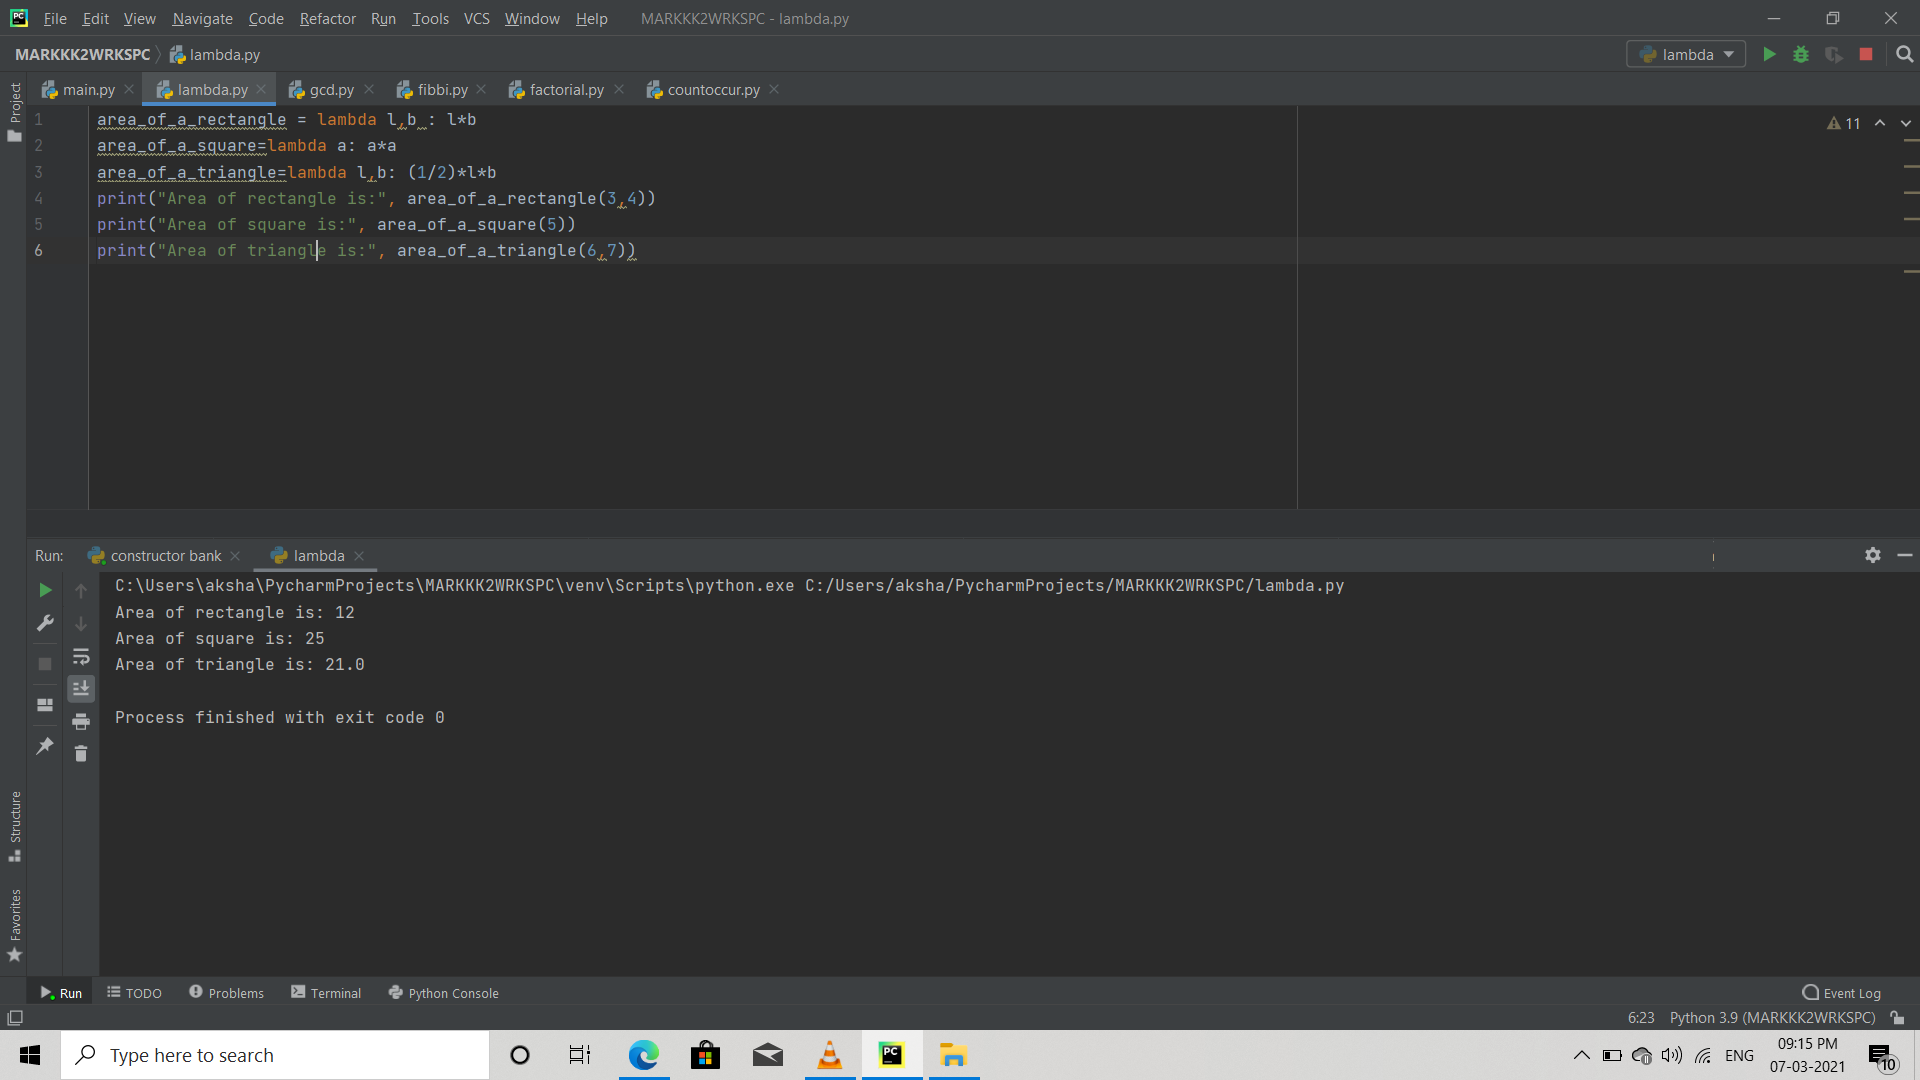 File Edit View Navigate Code Refactor Run Tools VCS Window Help MARKKK2WRKSPC - lambda.py
MARKKK2WRKSPC lambda.py lambda
main.py lambda.py gcd.py fibbi.py factorial.py countoccur.py
Project
1 area_of_a_rectangle = lambda l,b : l*b
11
2 area_of_a_square=lambda a: a*a
3 area_of_a_triangle=lambda l,b: (1/2)*l*b
4 print("Area of rectangle is:", area_of_a_rectangle(3,4))
5 print("Area of square is:", area_of_a_square(5))
6 print("Area of triangle is:", area_of_a_triangle(6,7))
Run: constructor bank lambda
C:\Users\aksha\PycharmProjects\MARKKK2WRKSPC\venv\Scripts\python.exe C:/Users/aksha/PycharmProjects/MARKKK2WRKSPC/lambda.py
Area of rectangle is: 12
Area of square is: 25
Area of triangle is: 21.0
Process finished with exit code 0
Structure
Favorites
Run TODO Problems Terminal Python Console Event Log
6:23 Python 3.9 (MARKKK2WRKSPC)
PC
Type here to search
PC
ENG
09:15 PM
07-03-2021
10